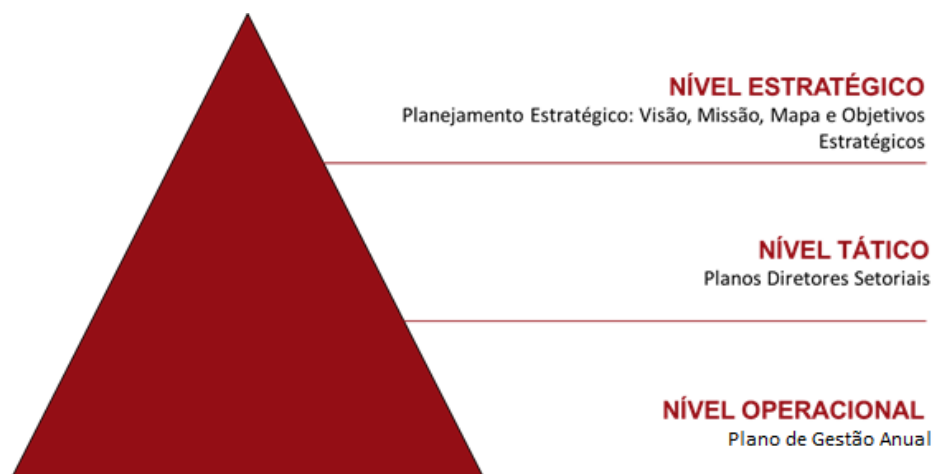 NÍVEL ESTRATÉGICO
Planejamento Estratégico: Visão, Missão, Mapa e Objetivos
Estratégicos
NÍVEL TÁTICO
Planos Diretores Setoriais
NÍVEL OPERACIONAL
Plano de Gestão Anual